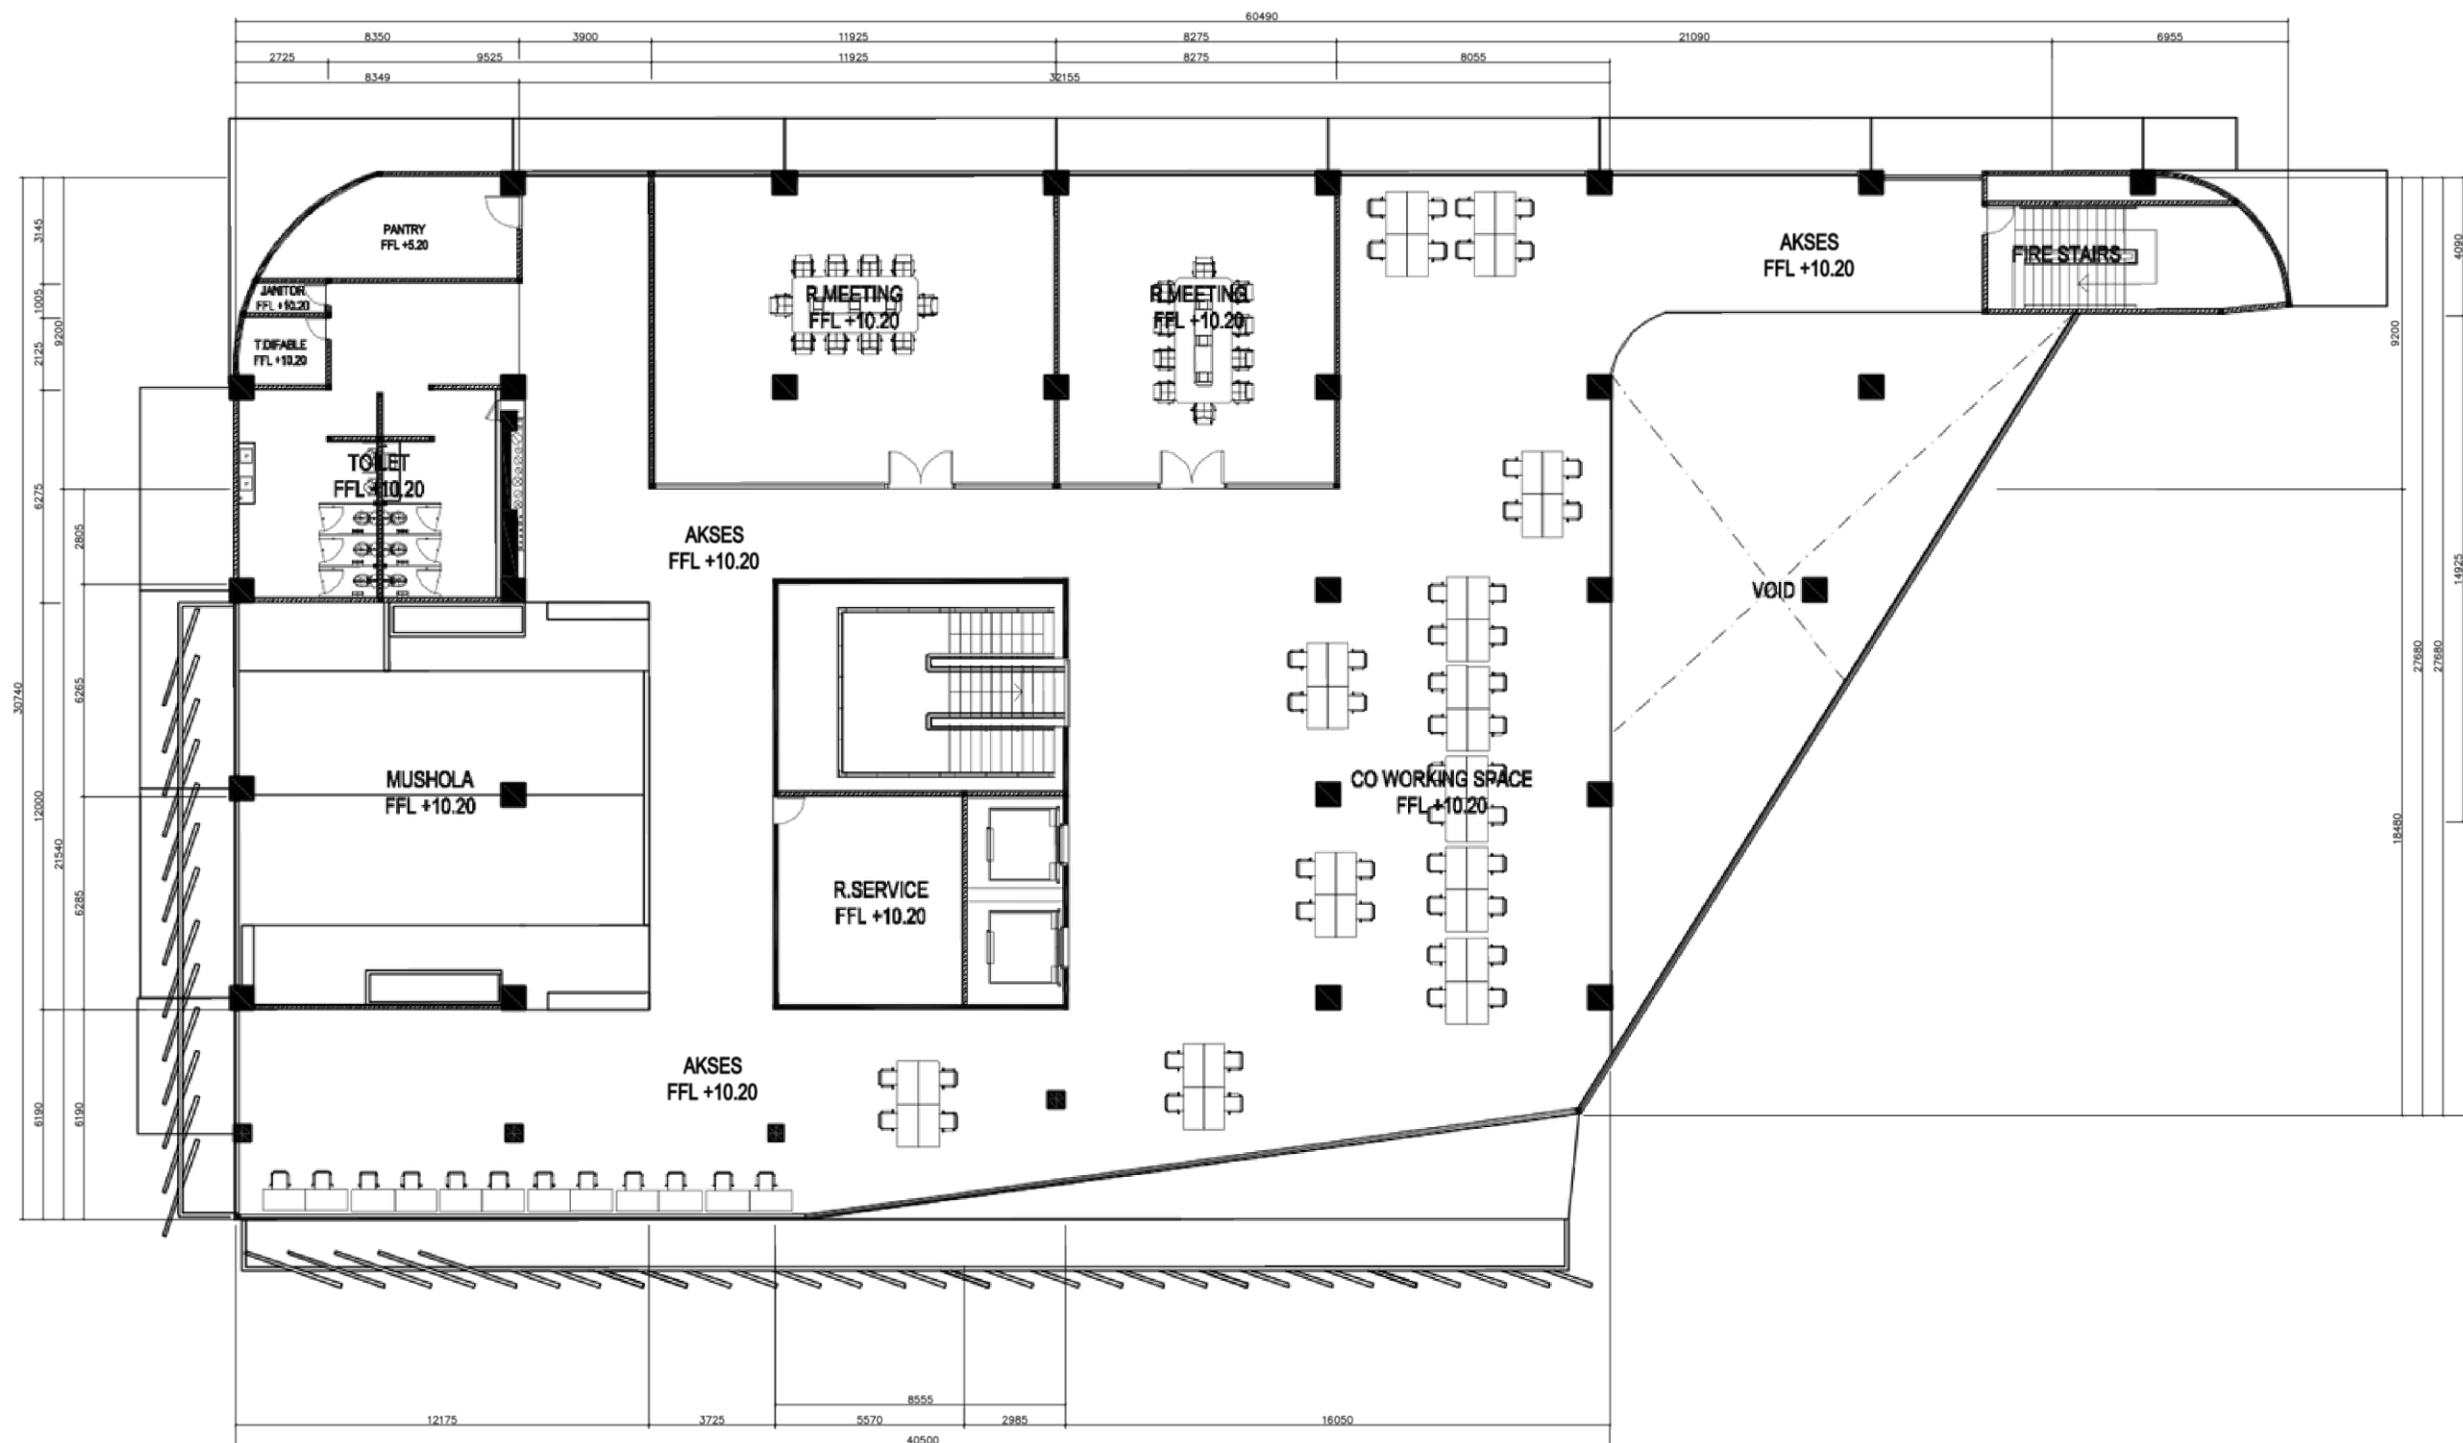 60490
8350 3900 11925 8275 21090 6955
2725 9525 11925 8275 8055
8349 32155
PANTRY
FFL +5.20
JANITOR
FFL +10.20
T.DIFABLE
FFL +10.20
TOILET
FFL +10.20
R.MEETING
FFL +10.20
R.MEETING
FFL +10.20
AKSES
FFL +10.20
FIRE STAIRS
AKSES
FFL +10.20
VOID
MUSHOLA
FFL +10.20
CO WORKING SPACE
FFL +10.20
R.SERVICE
FFL +10.20
AKSES
FFL +10.20
30740
3145
1005
2125
6275
12000
6190
9200
21540
2805
6265
6285
6190
9200
18480
27680
27680
4090
14925
8555
12175 3725 5570 2985 16050
40500